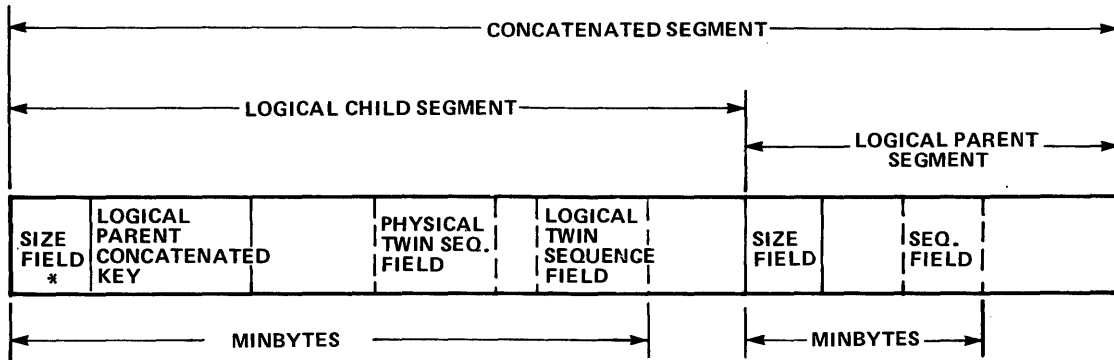 CONCATENATED SEGMENT
LOGICAL CHILD SEGMENT
LOGICAL PARENT
SEGMENT
SIZE
FIELD
*
LOGICAL
PARENT
CONCATENATED
KEY
PHYSICAL
TWIN SEQ.
FIELD
LOGICAL
TWIN
SEQUENCE
FIELD
SIZE
FIELD
SEQ.
FIELD
MINBYTES
MINBYTES